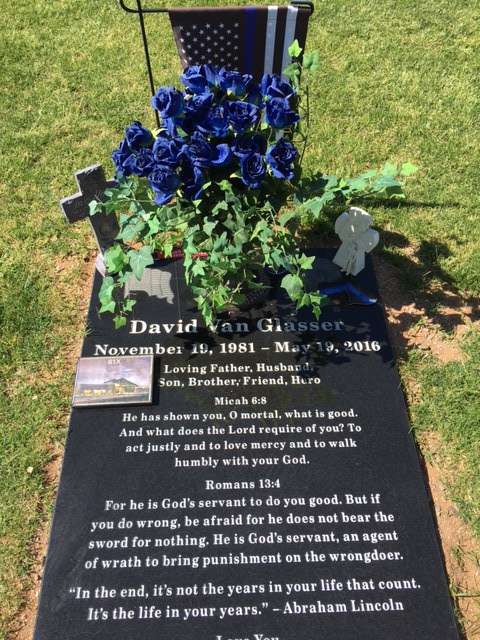 David Van Glasser
November 19, 1981 – May 19, 2016
Loving Father, Husband,
Son, Brother, Friend, Hero
81X
Micah 6:8
He has shown you, O mortal, what is good.
And what does the Lord require of you? To
act justly and to love mercy and to walk
humbly with your God.
Romans 13:4
For he is God's servant to do you good. But if
you do wrong, be afraid for he does not bear the
sword for nothing. He is God's servant, an agent
of wrath to bring punishment on the wrongdoer.
"In the end, it's not the years in your life that count.
It's the life in your years." – Abraham Lincoln
Love You